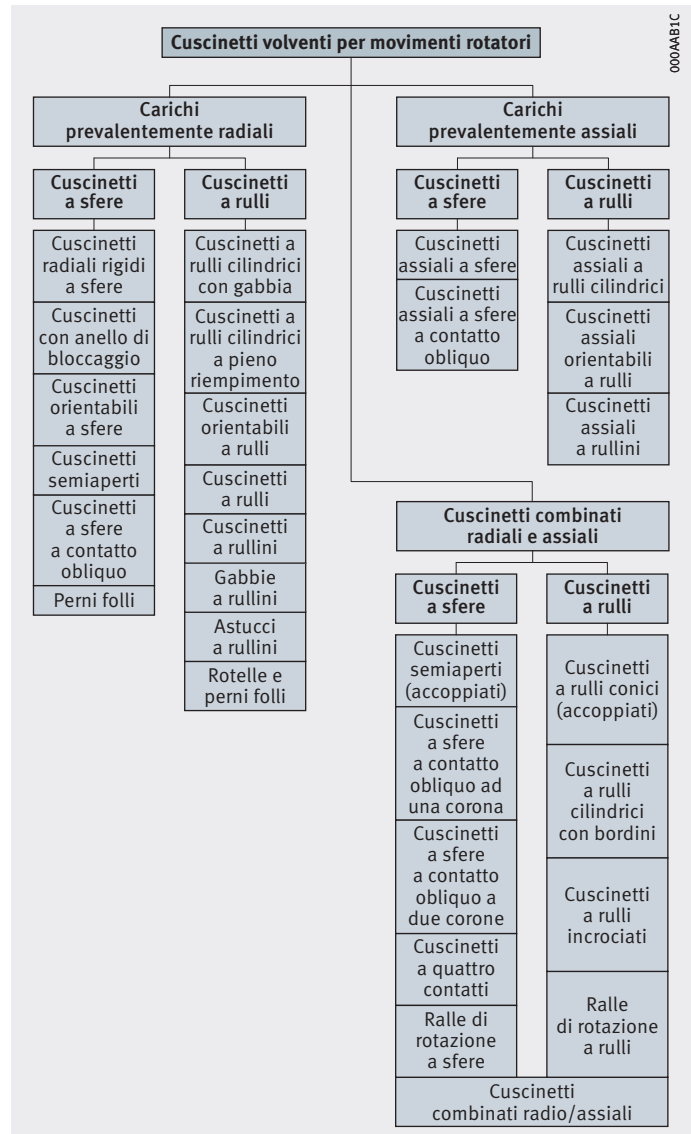 000AAB1C
Cuscinetti volventi per movimenti rotatori
Carichi
prevalentemente radiali
Cuscinetti
a sfere
Cuscinetti
radiali rigidi
a sfere
Cuscinetti
con anello di
bloccaggio
Cuscinetti
orientabili
a sfere
Cuscinetti
semiaperti
Cuscinetti
a sfere
a contatto
obliquo
Perni folli
Cuscinetti
a rulli
Cuscinetti a
rulli cilindrici
con gabbia
Cuscinetti a
rulli cilindrici
a pieno
riempimento
Cuscinetti
orientabili
a rulli
Cuscinetti
a rulli
Cuscinetti
a rullini
Gabbie
a rullini
Astucci
a rullini
Rotelle e
perni folli
Carichi
prevalentemente assiali
Cuscinetti
a sfere
Cuscinetti
assiali a sfere
Cuscinetti
assiali a sfere
a contatto
obliquo
Cuscinetti
a rulli
Cuscinetti
assiali a
rulli cilindrici
Cuscinetti
assiali
orientabili
a rulli
Cuscinetti
assiali
a rullini
Cuscinetti combinati
radiali e assiali
Cuscinetti
a sfere
Cuscinetti
semiaperti
(accoppiati)
Cuscinetti
a sfere
a contatto
obliquo ad
una corona
Cuscinetti
a sfere
a contatto
obliquo a
due corone
Cuscinetti
a quattro
contatti
Ralle di
rotazione
a sfere
Cuscinetti
a rulli
Cuscinetti
a rulli conici
(accoppiati)
Cuscinetti
a rulli
cilindrici
con bordini
Cuscinetti
a rulli
incrociati
Ralle
di rotazione
a rulli
Cuscinetti
combinati radio/assiali